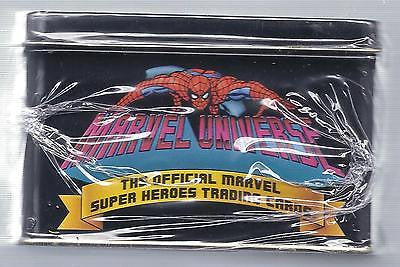 MARVEL UNIVERSE
THE OFFICIAL MARVEL
SUPER HEROES TRADING CARDS